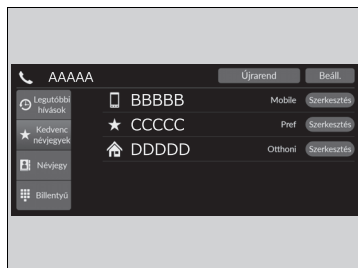 AAAAA
Újrarend
Beáll.
Legutóbbi
hívások
BBBBB
Mobile
Szerkesztés
Kedvenc
névjegyek
CCCCC
Pref
Szerkesztés
Névjegy
DDDDD
Otthoni
Szerkesztés
Billentyű